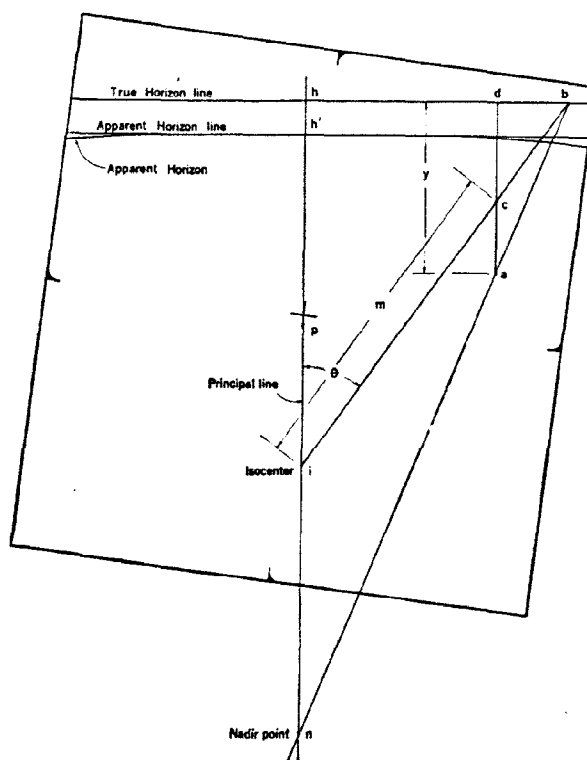 h d b
True Horizon line
Apparent Horizon line h'
Apparent Horizon
y
c
a
m
p
θ
Principal line
Isocenter i
Nadir point n